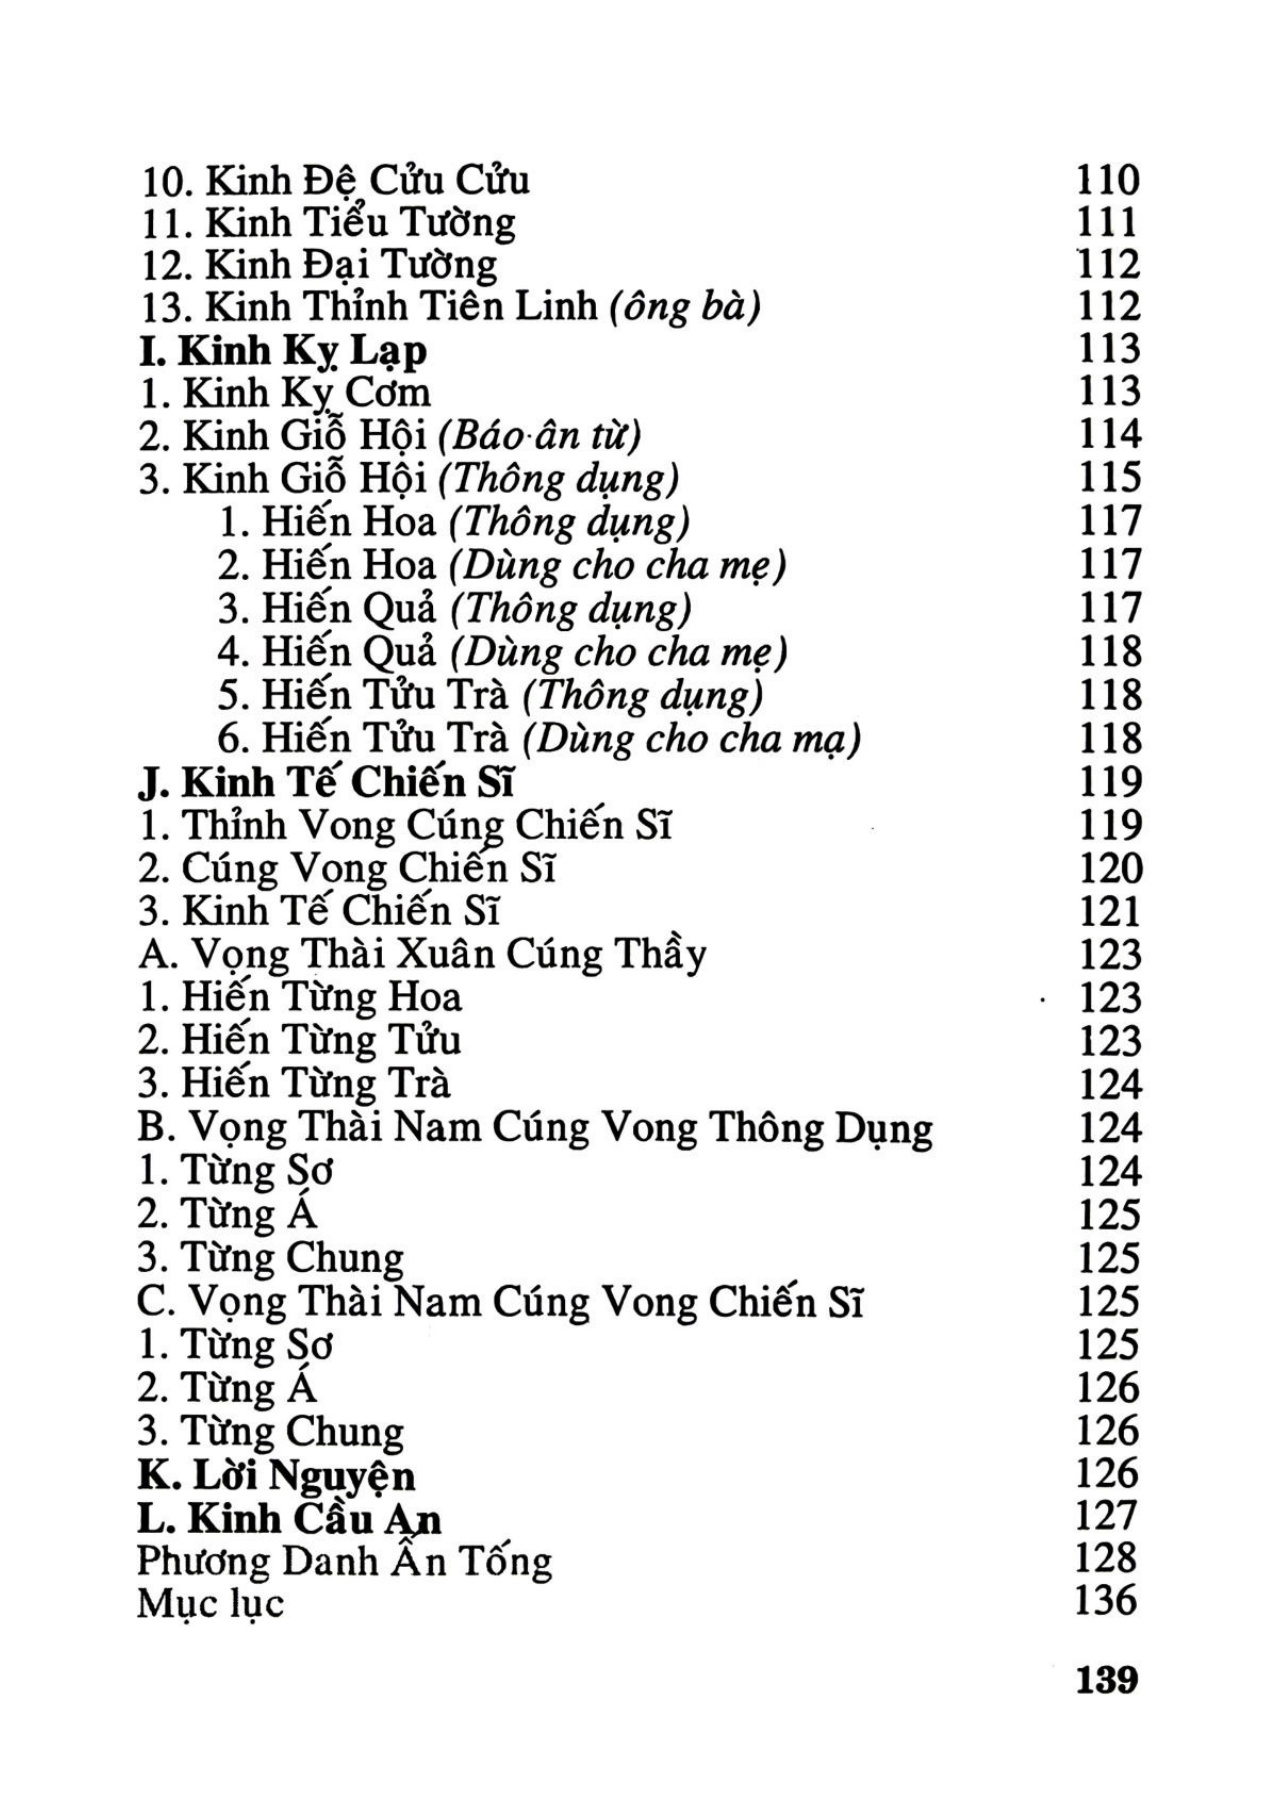 10. Kinh Đệ Cửu Cửu 110
11. Kinh Tiểu Tường 111
12. Kinh Đại Tường 112
13. Kinh Thỉnh Tiên Linh (ông bà) 112
I. Kinh Kỵ Lạp 113
1. Kinh Kỵ Cơm 113
2. Kinh Giỗ Hội (Báo ân từ) 114
3. Kinh Giỗ Hội (Thông dụng) 115
1. Hiến Hoa (Thông dụng) 117
2. Hiến Hoa (Dùng cho cha mẹ) 117
3. Hiến Quả (Thông dụng) 117
4. Hiến Quả (Dùng cho cha mẹ) 118
5. Hiến Tửu Trà (Thông dụng) 118
6. Hiến Tửu Trà (Dùng cho cha mạ) 118
J. Kinh Tế Chiến Sĩ 119
1. Thỉnh Vong Cúng Chiến Sĩ 119
2. Cúng Vong Chiến Sĩ 120
3. Kinh Tế Chiến Sĩ 121
A. Vọng Thài Xuân Cúng Thầy 123
1. Hiến Từng Hoa 123
2. Hiến Từng Tửu 123
3. Hiến Từng Trà 124
B. Vọng Thài Nam Cúng Vong Thông Dụng 124
1. Từng Sơ 124
2. Từng Á 125
3. Từng Chung 125
C. Vọng Thài Nam Cúng Vong Chiến Sĩ 125
1. Từng Sơ 125
2. Từng Á 126
3. Từng Chung 126
K. Lời Nguyện 126
L. Kinh Cầu An 127
Phương Danh Ấn Tống 128
Mục lục 136
139